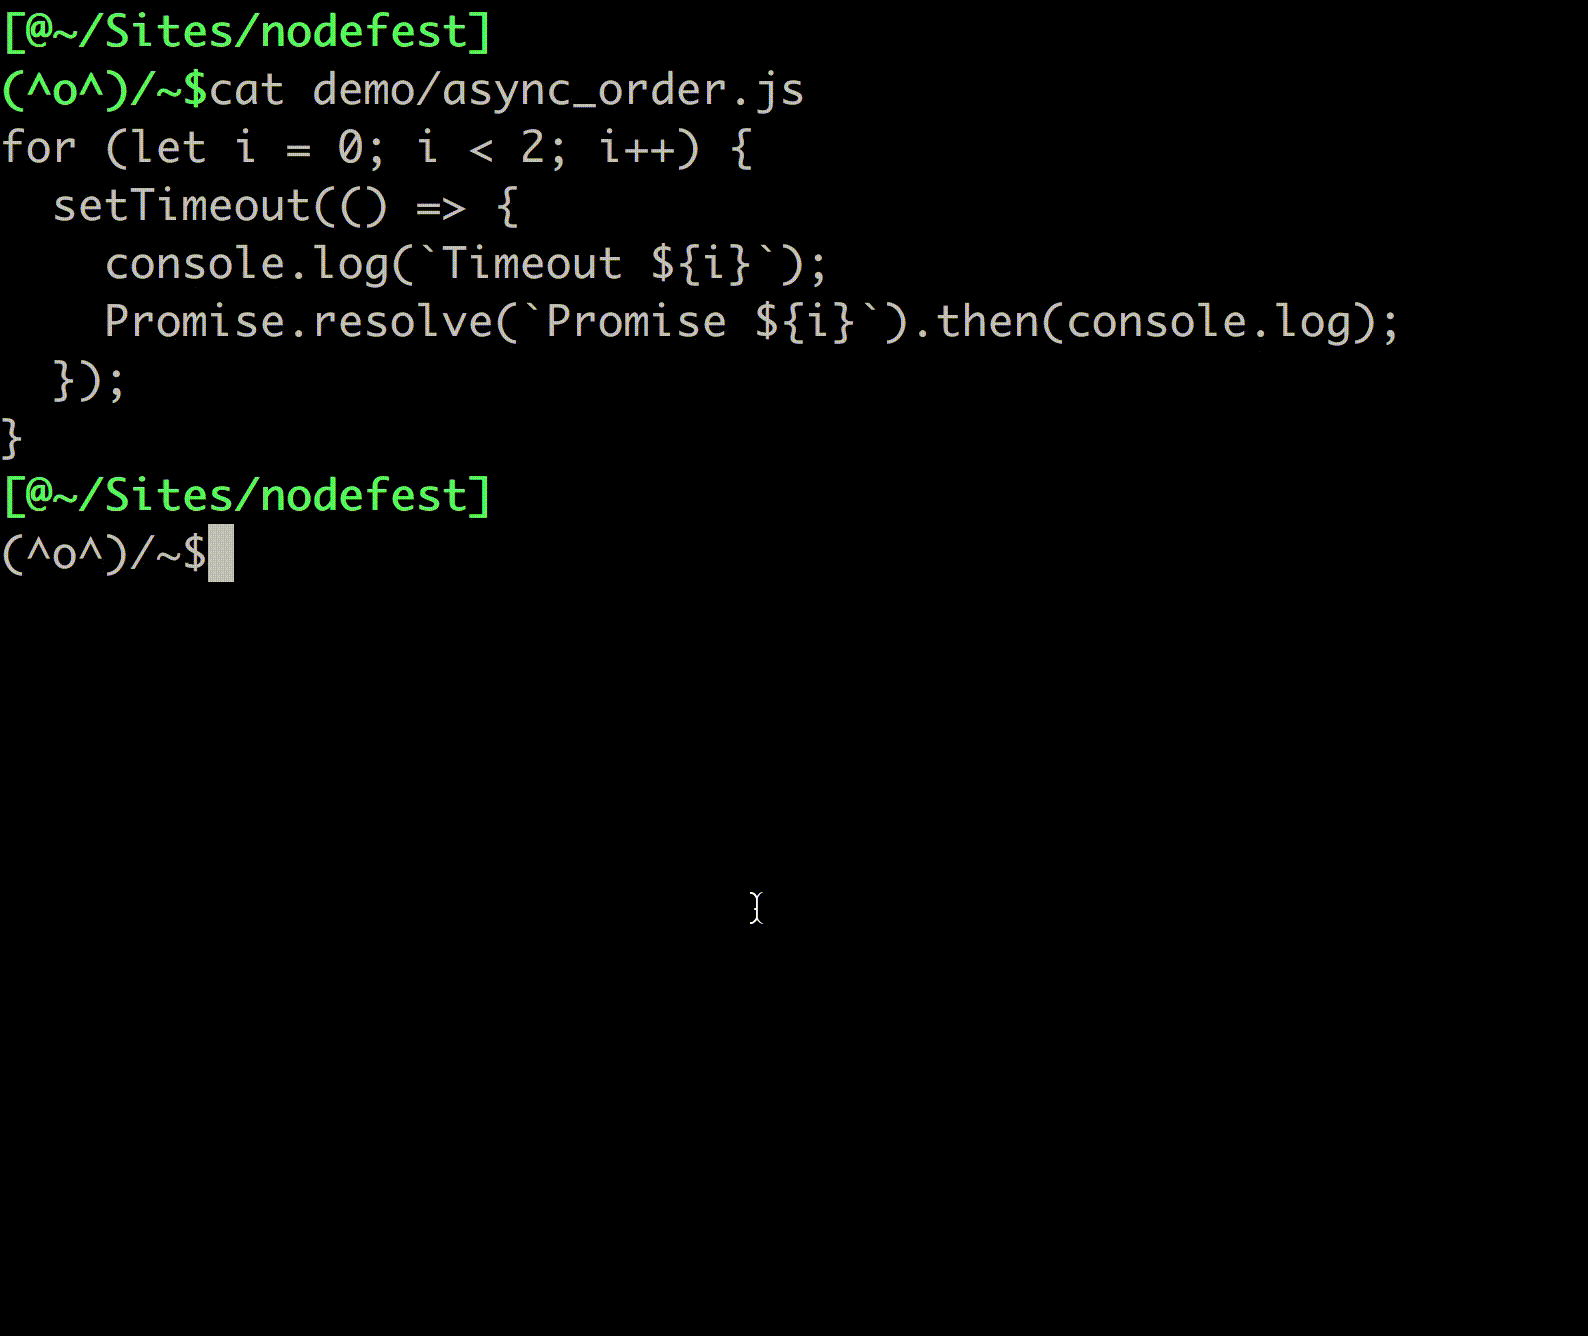 [@~/Sites/nodefest]
(^o^)/~$cat demo/async_order.js
for (let i = 0; i < 2; i++) {
  setTimeout(() => {
    console.log(`Timeout ${i}`);
    Promise.resolve(`Promise ${i}`).then(console.log);
  });
}
[@~/Sites/nodefest]
(^o^)/~$